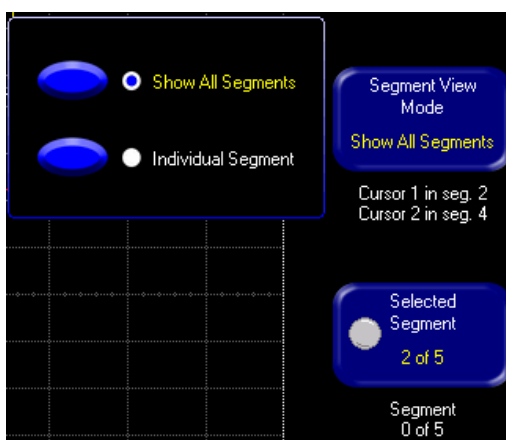 Show All Segments
Individual Segment
Segment View
Mode
Show All Segments
Cursor 1 in seg. 2
Cursor 2 in seg. 4
Selected
Segment
2 of 5
Segment
0 of 5